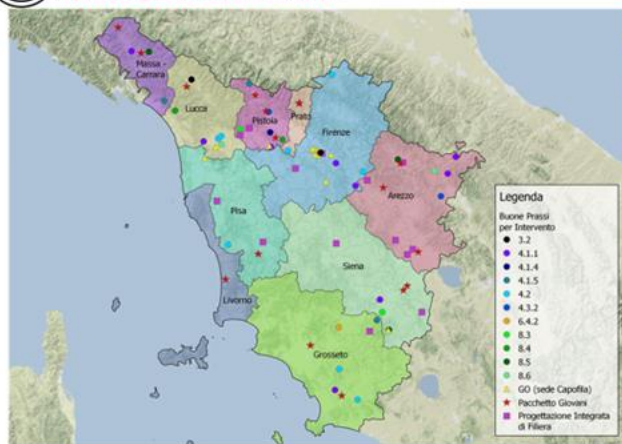 Massa -
Carrara
Lucca
Pistoia
Prato
Firenze
Arezzo
Pisa
Siena
Livorno
Grosseto
Legenda
Buone Prassi
per Intervento
3.2
4.1.1
4.1.4
4.1.5
4.2
4.3.2
6.4.2
8.3
8.4
8.5
8.6
GO (sede Capofila)
Pacchetto Giovani
Progettazione Integrata
di Filiera